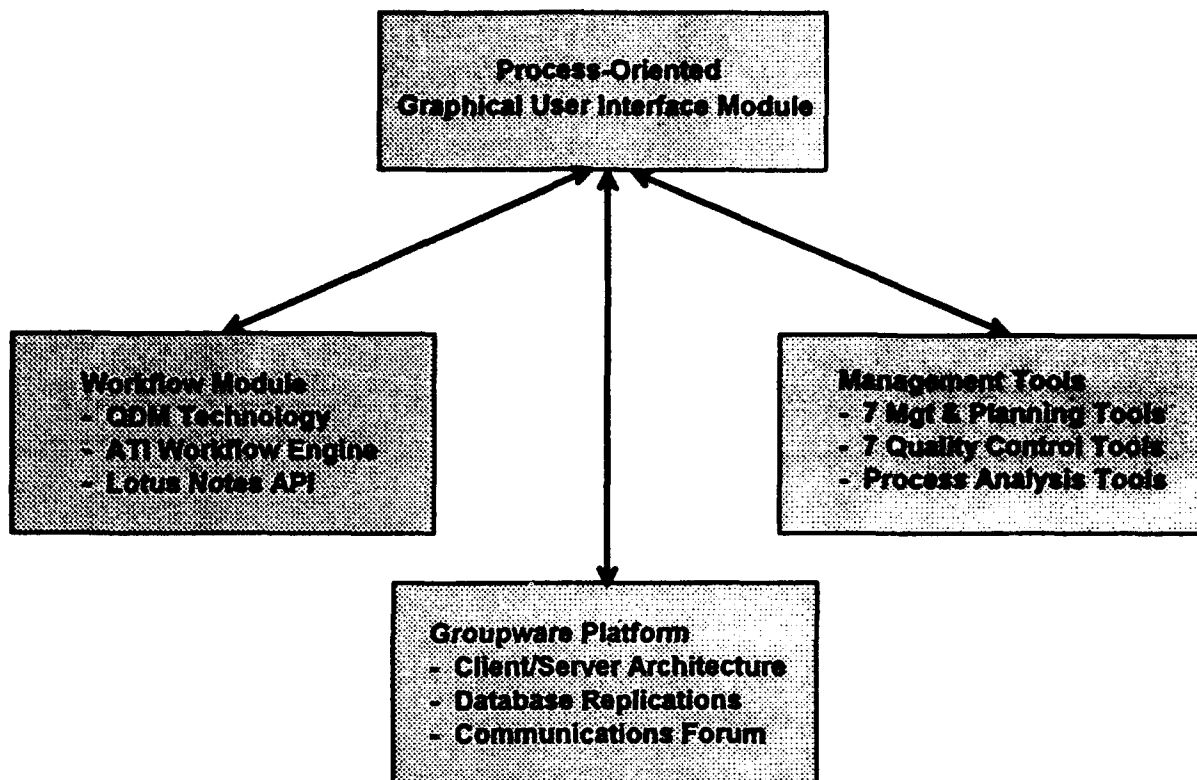 Process-Oriented
Graphical User Interface Module
Workflow Module
- QDM Technology
- ATI Workflow Engine
- Lotus Notes API
Management Tools
- 7 Mgt & Planning Tools
- 7 Quality Control Tools
- Process Analysis Tools
Groupware Platform
- Client/Server Architecture
- Database Replications
- Communications Forum